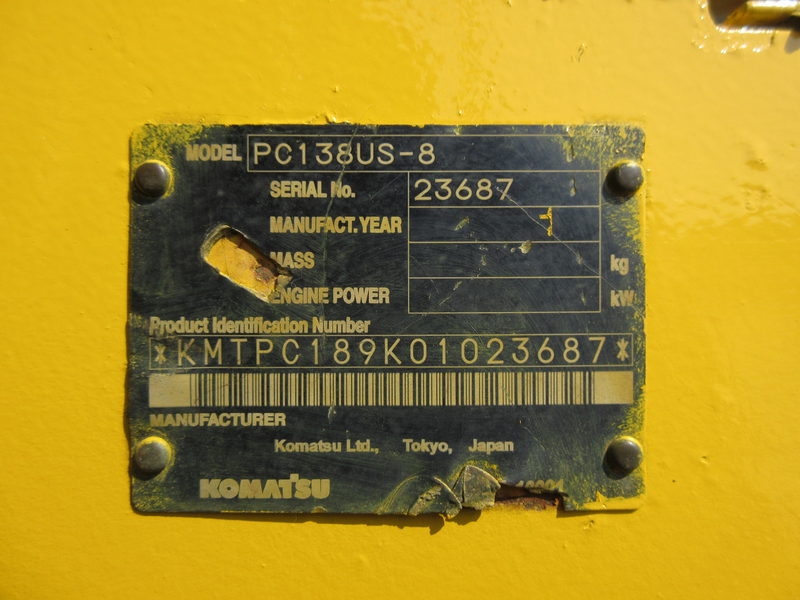 MODEL PC138US-8
SERIAL No. 23687
MANUFACT. YEAR
MASS kg
ENGINE POWER kW
Product Identification Number
*KMTPC189K01023687*
MANUFACTURER
Komatsu Ltd., Tokyo, Japan
KOMATSU